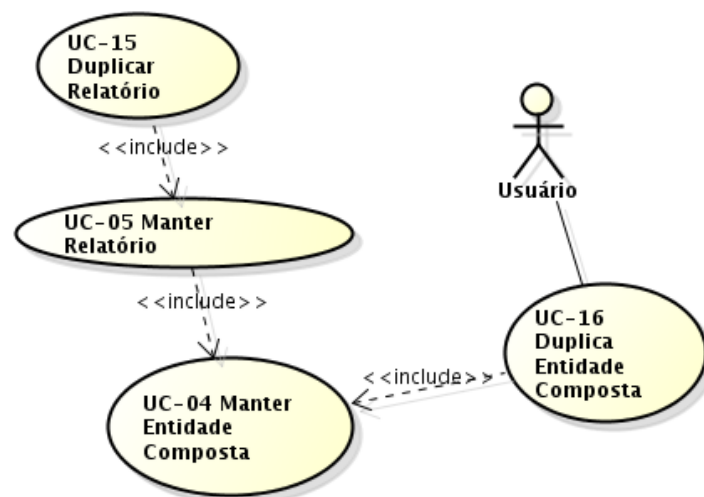 UC-15
Duplicar
Relatório
<<include>>
Usuário
UC-05 Manter
Relatório
<<include>>
UC-16
Duplica
Entidade
Composta
<<include>>
UC-04 Manter
Entidade
Composta